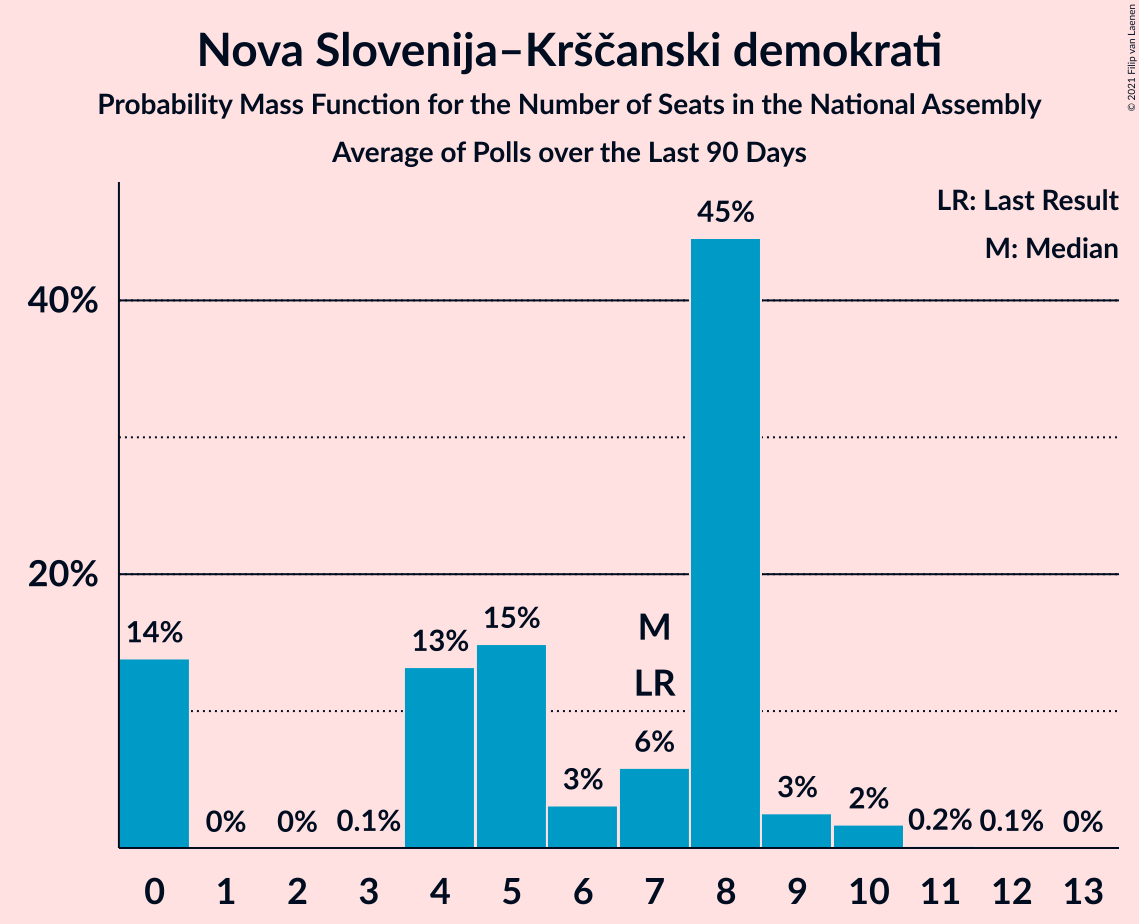 Nova Slovenija–Krščanski demokrati
Probability Mass Function for the Number of Seats in the National Assembly
Average of Polls over the Last 90 Days
© 2021 Filip van Laenen
LR: Last Result
M: Median
45%
40%
20%
15%
14%
13%
M
LR
6%
3%
3%
2%
0% 0% 0.1% 0.2% 0.1% 0%
0 1 2 3 4 5 6 7 8 9 10 11 12 13